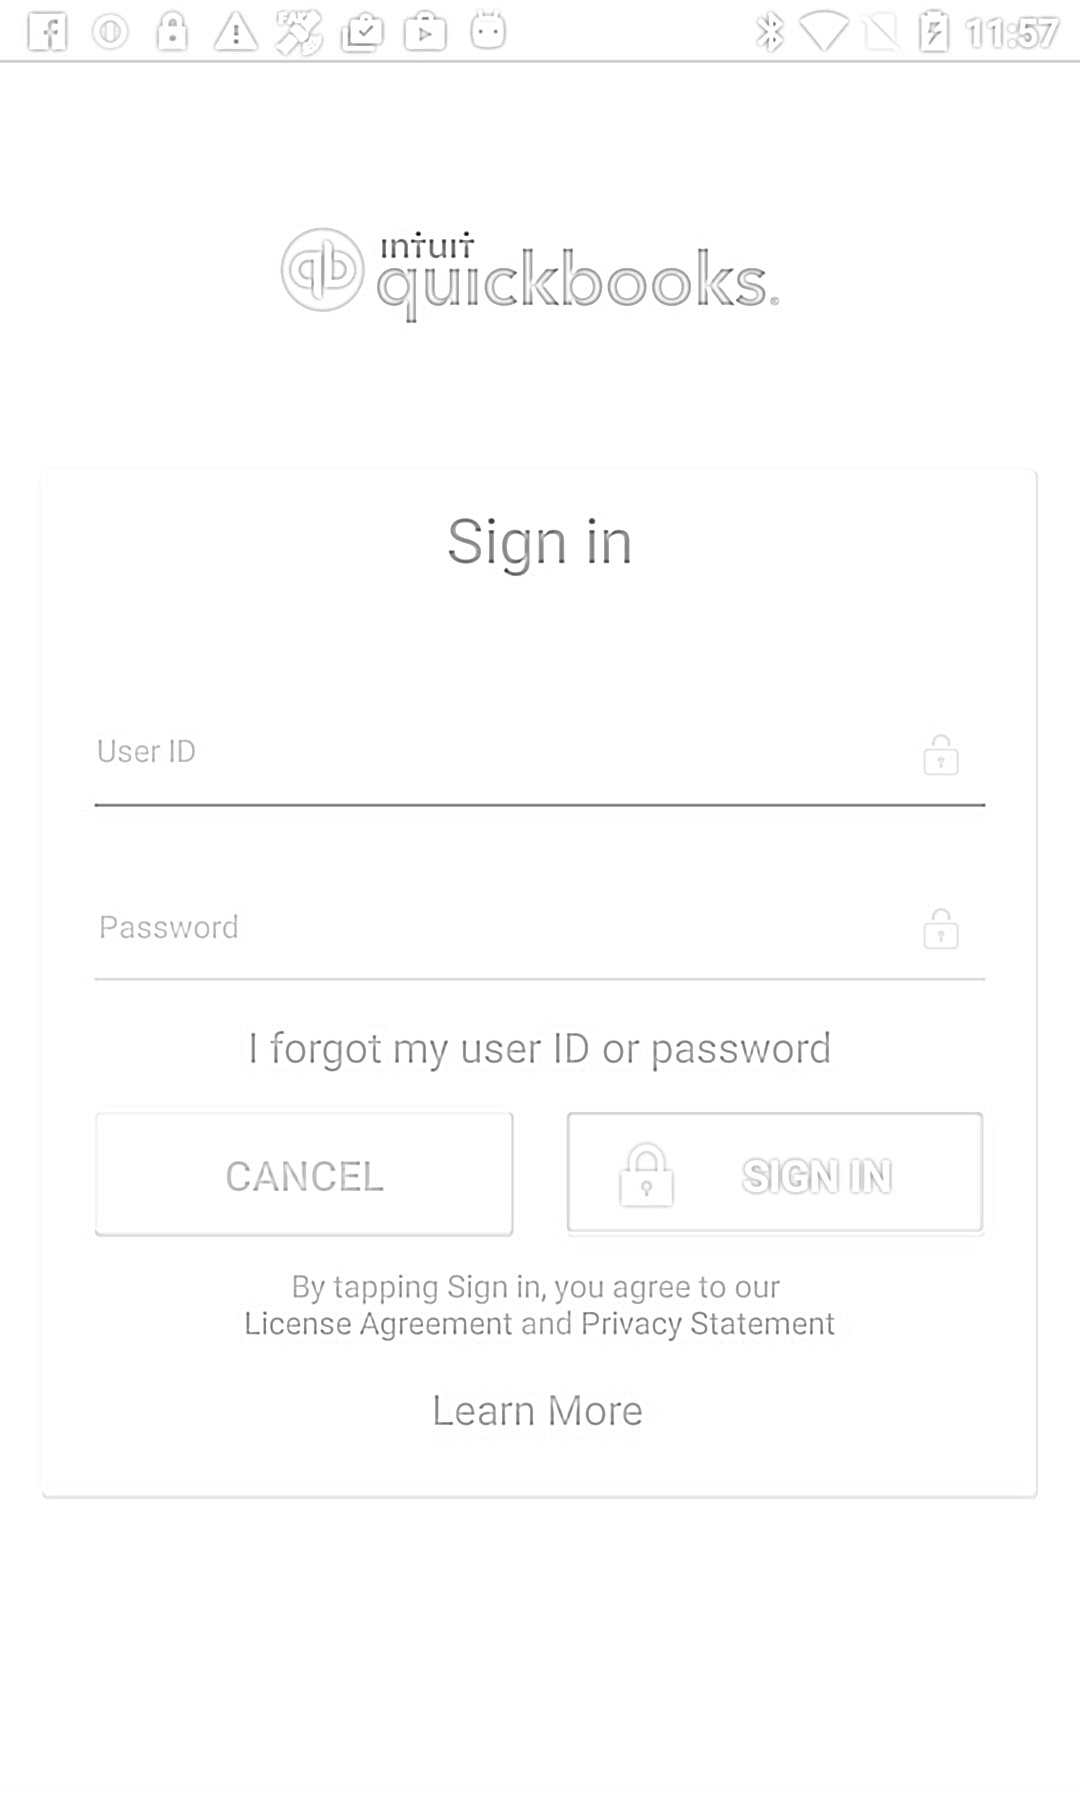 11:57
intuit
quickbooks.
Sign in
User ID
Password
I forgot my user ID or password
CANCEL
SIGN IN
By tapping Sign in, you agree to our
License Agreement and Privacy Statement
Learn More